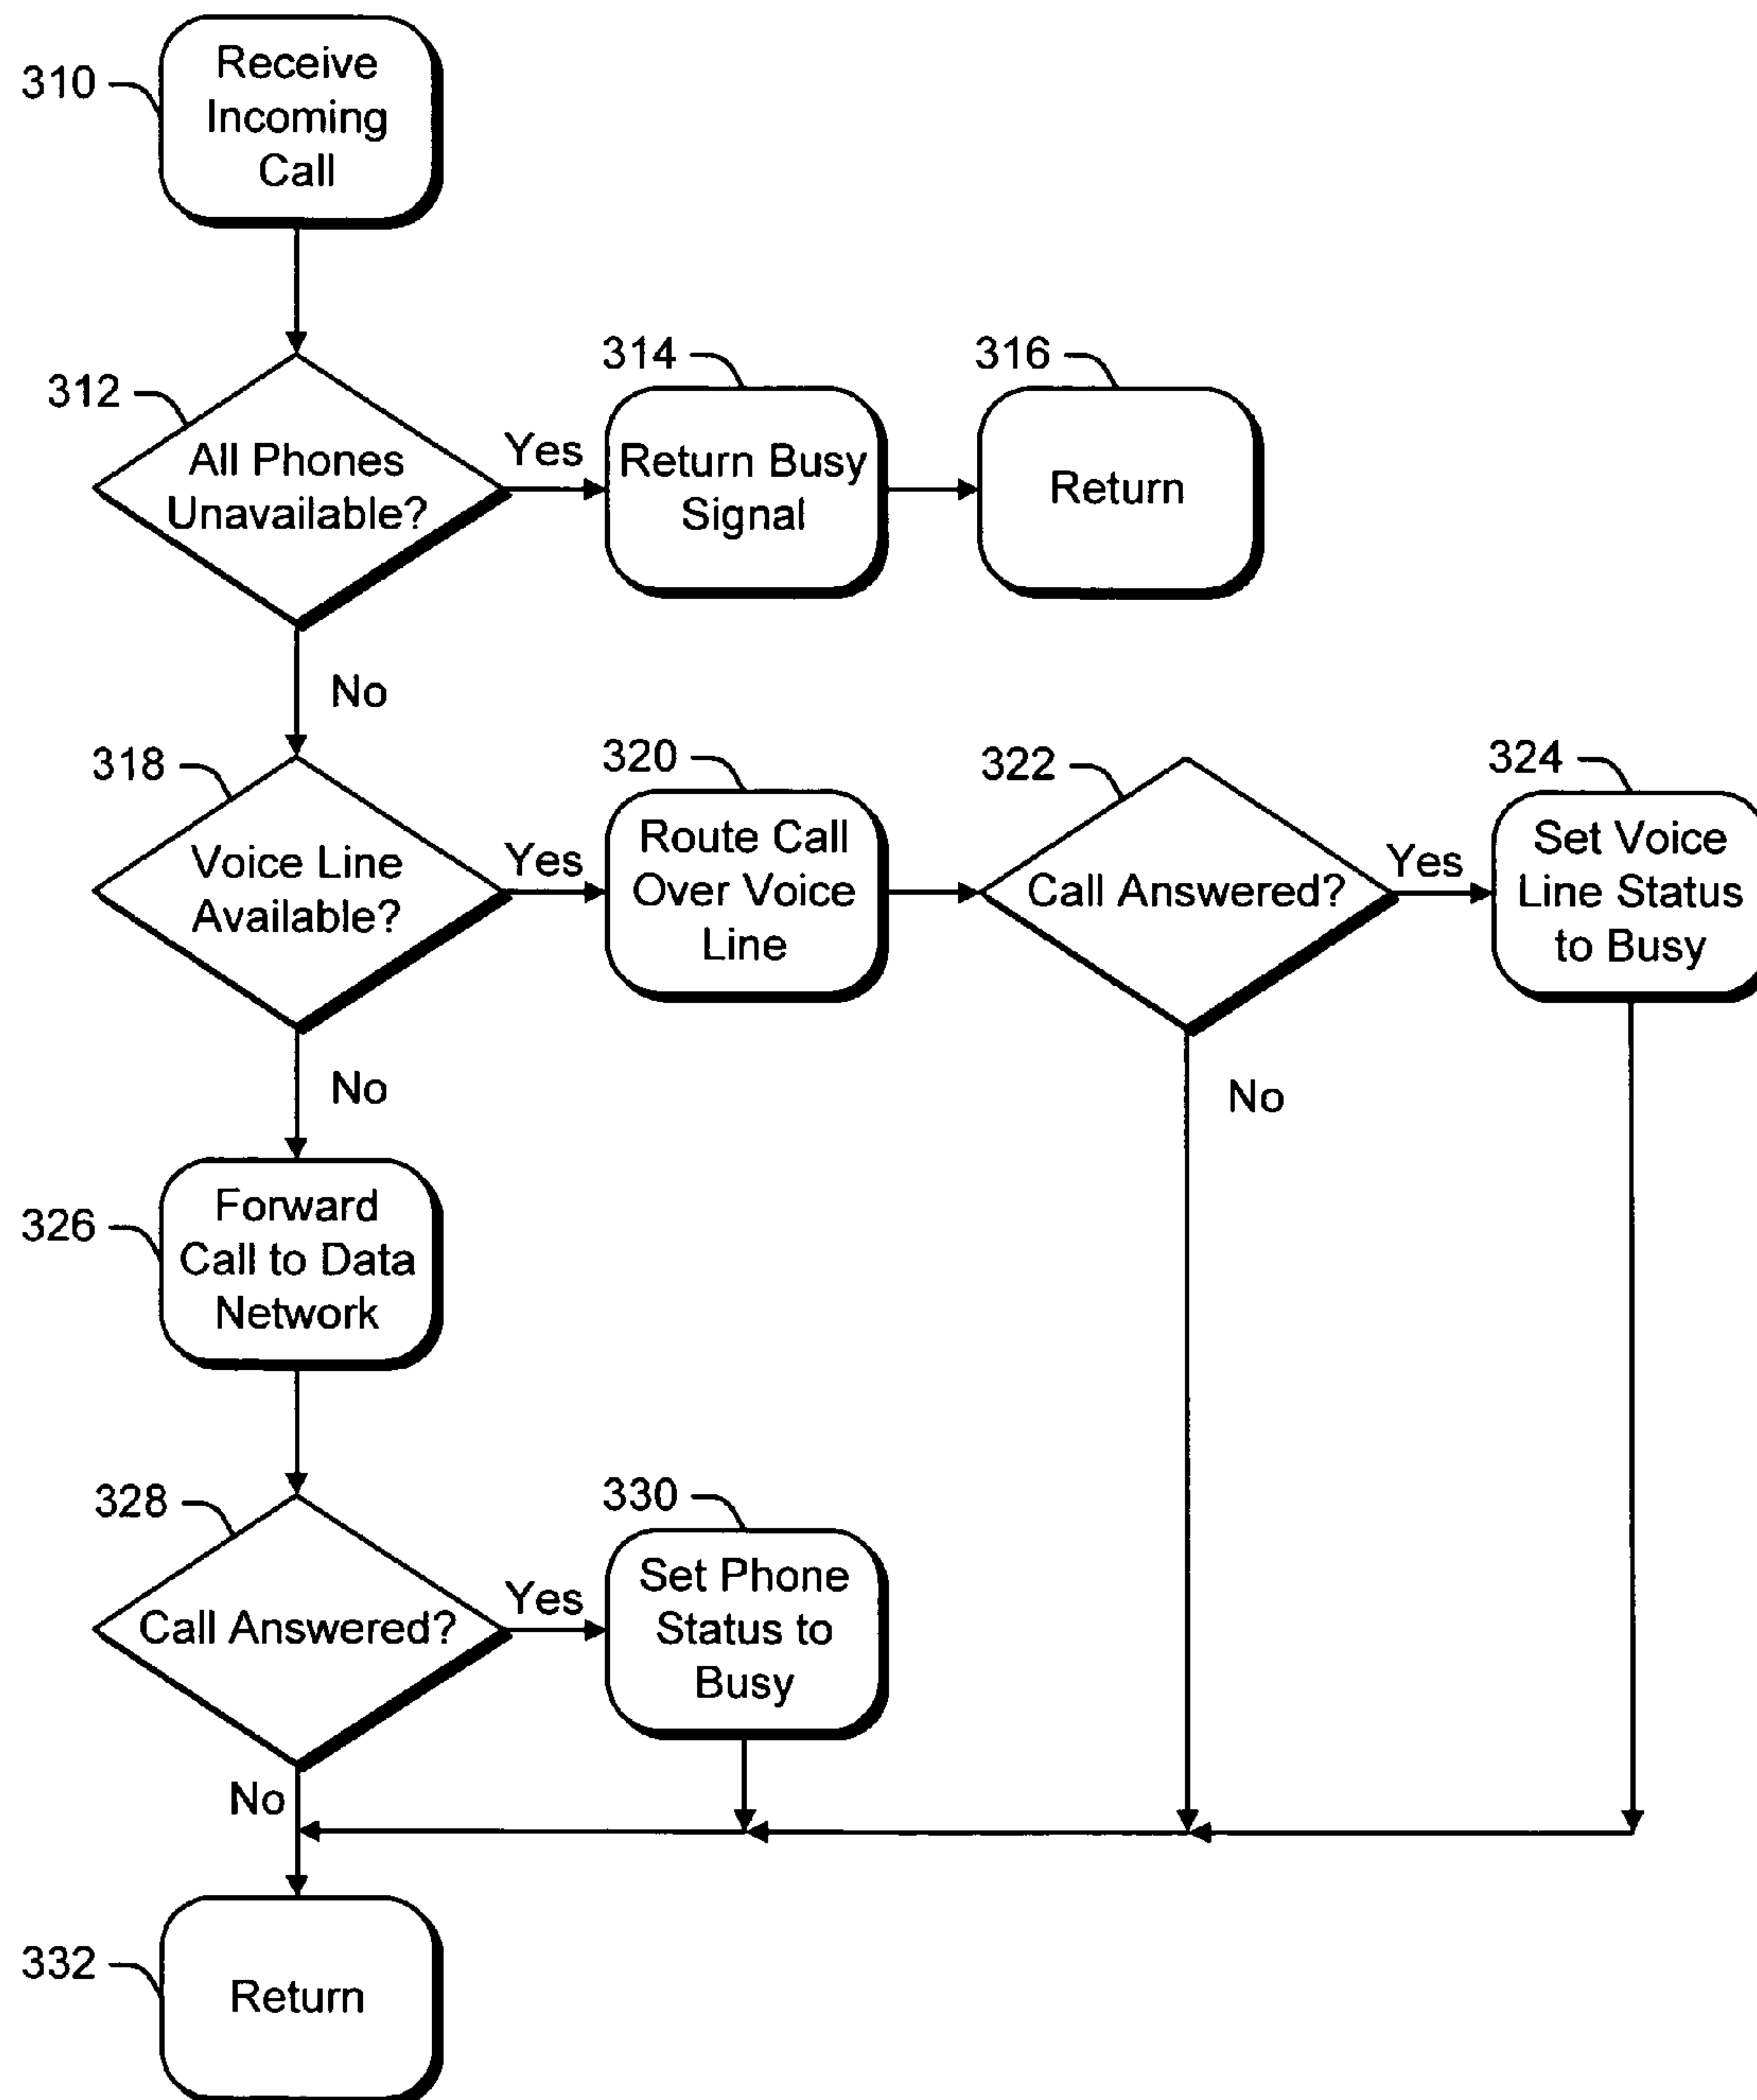 310
Receive
Incoming
Call
312
All Phones
Unavailable?
Yes
314
Return Busy
Signal
316
Return
No
318
Voice Line
Available?
Yes
320
Route Call
Over Voice
Line
322
Call Answered?
Yes
324
Set Voice
Line Status
to Busy
No
No
326
Forward
Call to Data
Network
328
Call Answered?
Yes
330
Set Phone
Status to
Busy
No
332
Return